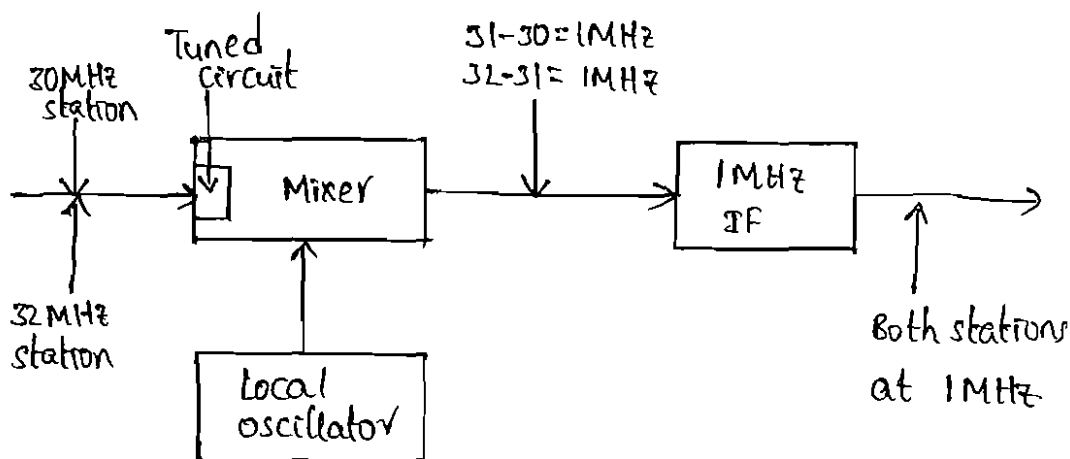 Tuned
circuit
30MHz
station
31-30=1MHz
32-31= 1MHz
Mixer
1MHz
IF
32MHz
station
Local
oscillator
Both stations
at 1MHz